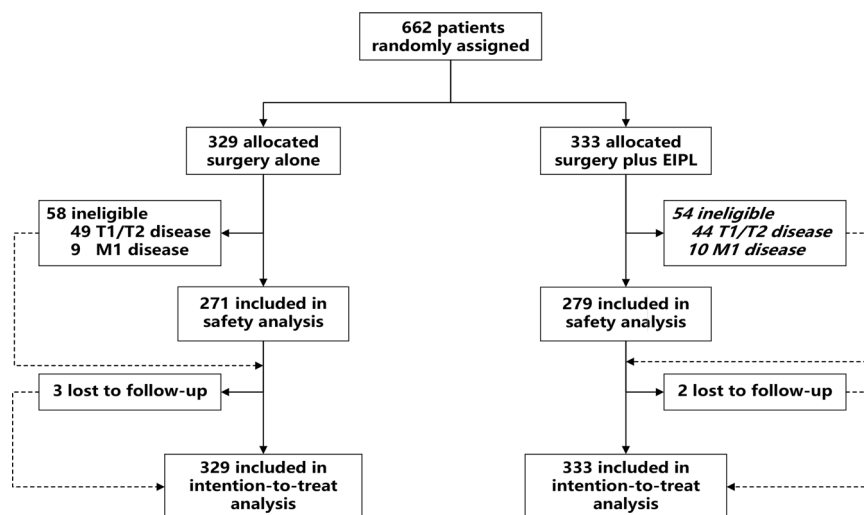 662 patients
randomly assigned
329 allocated
surgery alone
333 allocated
surgery plus EIPL
58 ineligible
49 T1/T2 disease
9 M1 disease
54 ineligible
44 T1/T2 disease
10 M1 disease
271 included in
safety analysis
279 included in
safety analysis
3 lost to follow-up
2 lost to follow-up
329 included in
intention-to-treat
analysis
333 included in
intention-to-treat
analysis